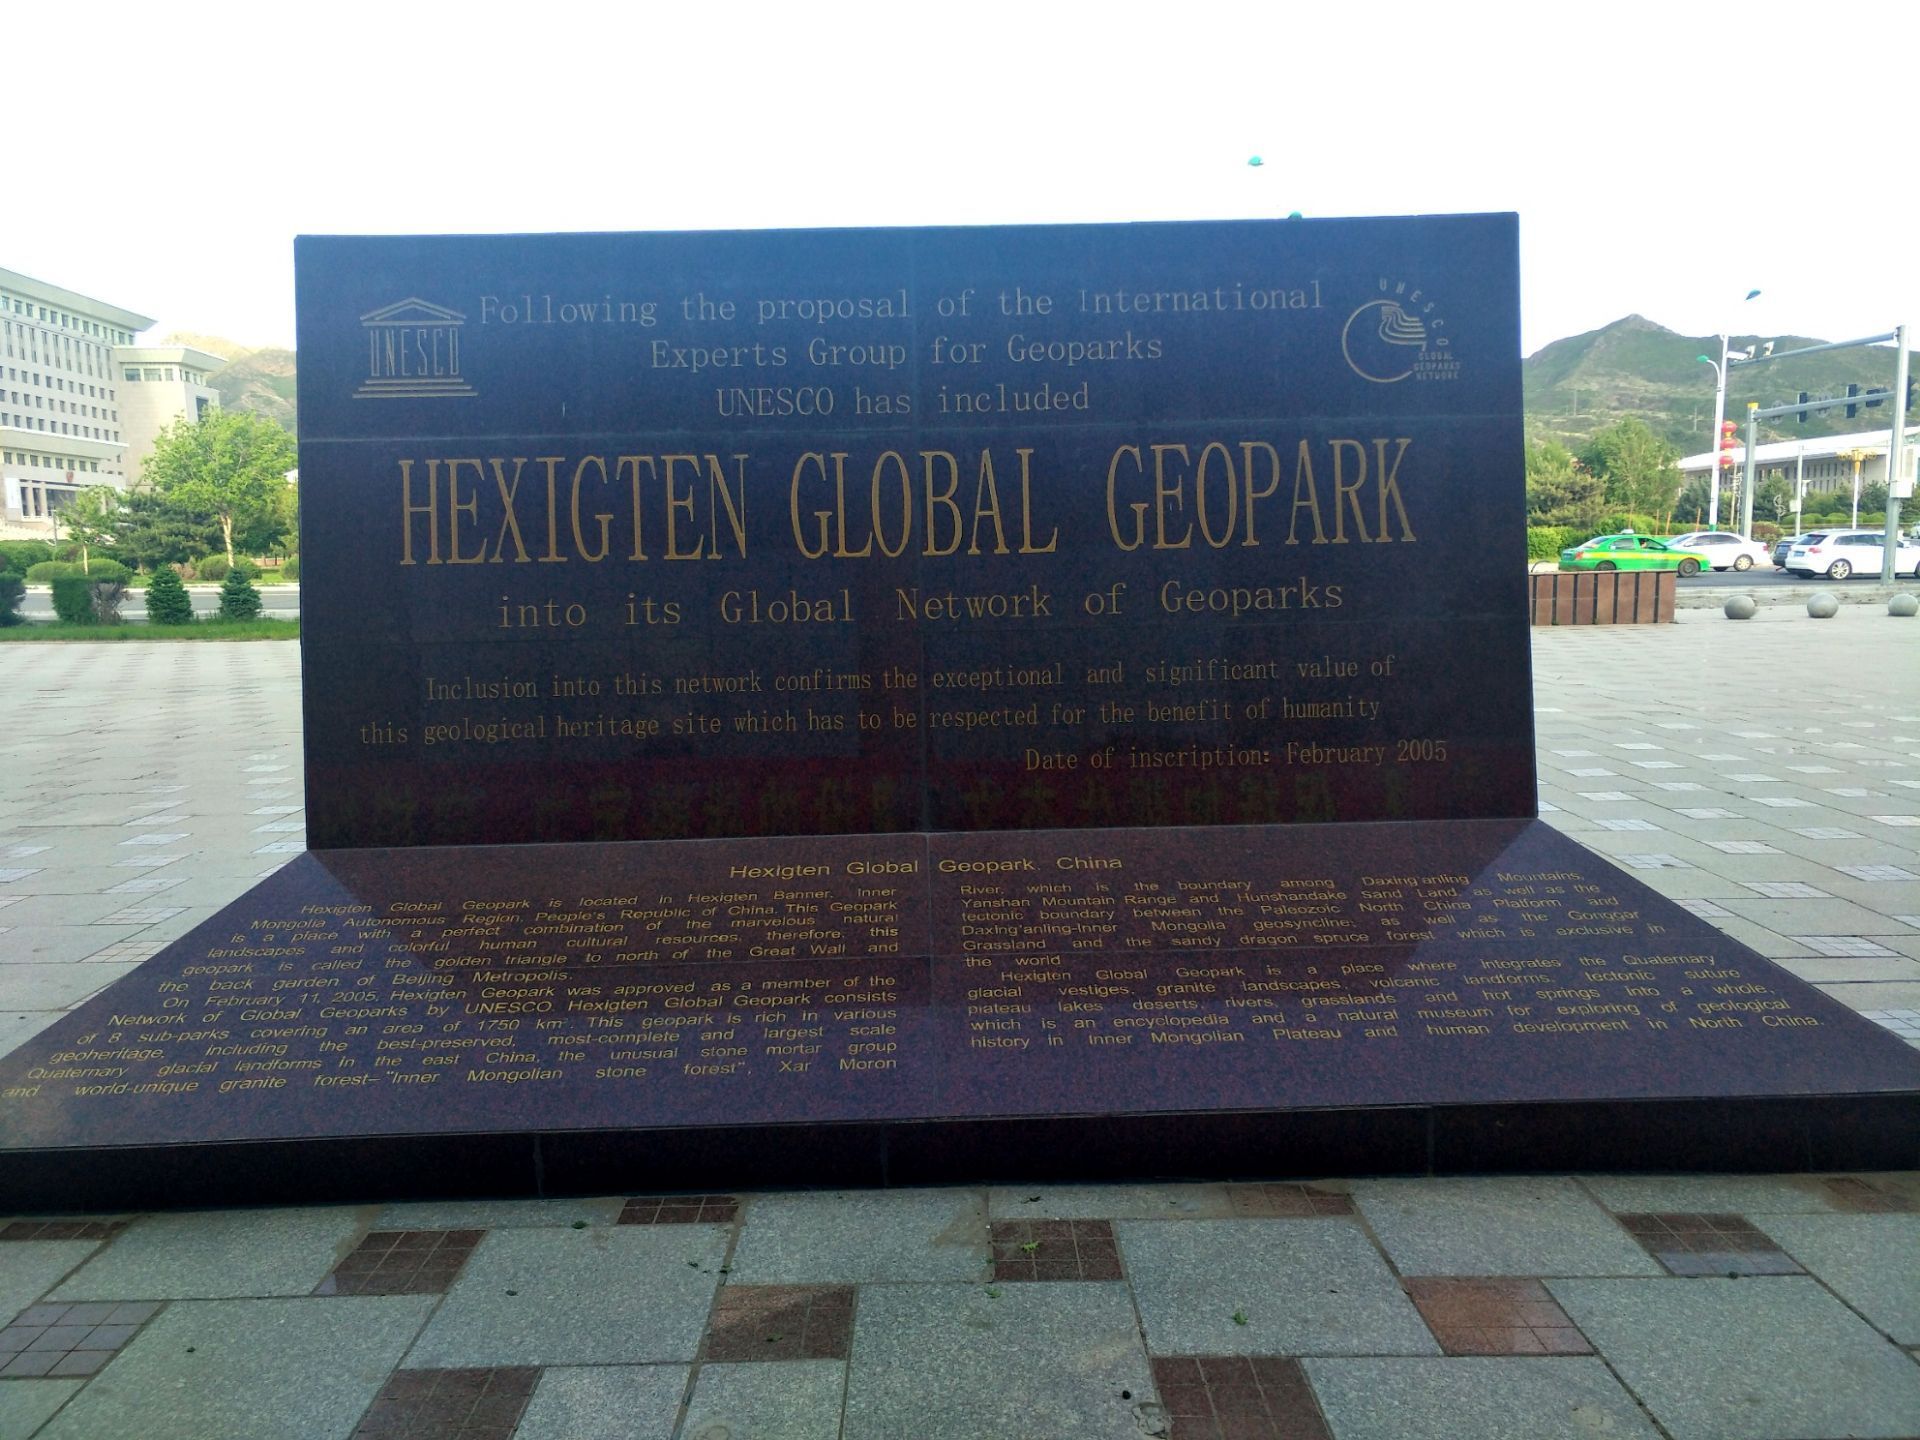 UNESCO
Following the proposal of the International
Experts Group for Geoparks
UNESCO has included
UNESCO
GLOBAL
GEOPARKS
NETWORK
HEXIGTEN GLOBAL GEOPARK
into its Global Network of Geoparks
Inclusion into this network confirms the exceptional and significant value of
this geological heritage site which has to be respected for the benefit of humanity
Date of inscription: February 2005
Hexigten Global Geopark, China
Hexigten Global Geopark is located in Hexigten Banner, Inner
Mongolia Autonomous Region, People's Republic of China. This Geopark
is a place with a perfect combination of the marvelous natural
landscapes and colorful human cultural resources, therefore, this
geopark is called the golden triangle to north of the Great Wall and
the back garden of Beijing Metropolis.
On February 11, 2005, Hexigten Geopark was approved as a member of the
Network of Global Geoparks by UNESCO. Hexigten Global Geopark consists
of 8 sub-parks covering an area of 1750 km². This geopark is rich in various
geoheritage, including the best-preserved, most-complete and largest scale
Quaternary glacial landforms in the east China, the unusual stone mortar group
and world-unique granite forest—"Inner Mongolian stone forest", Xar Moron
River, which is the boundary among Daxing'anling Mountains,
Yanshan Mountain Range and Hunshandake Sand Land, as well as the
tectonic boundary between the Paleozoic North China Platform and
Daxing'anling-Inner Mongolia geosyncline; as well as the Gonggar
Grassland and the sandy dragon spruce forest which is exclusive in
the world
Hexigten Global Geopark is a place where integrates the Quaternary
glacial vestiges, granite landscapes, volcanic landforms, tectonic suture
plateau lakes deserts, rivers, grasslands and hot springs into a whole,
which is an encyclopedia and a natural museum for exploring of geological
history in Inner Mongolian Plateau and human development in North China.